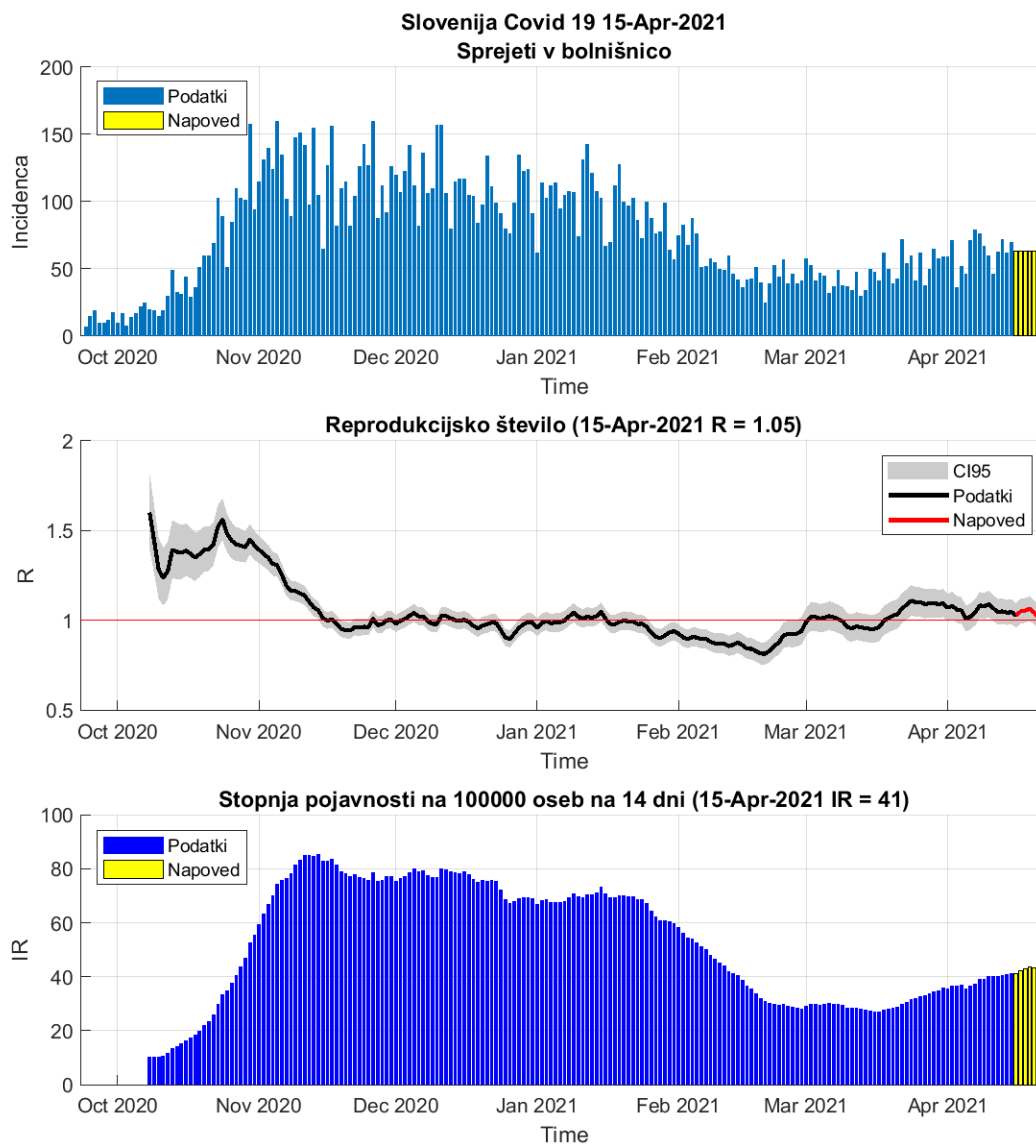 Slovenija Covid 19 15-Apr-2021
Sprejeti v bolnišnico
200
150
100
50
0
Incidenca
Podatki
Napoved
Oct 2020 Nov 2020 Dec 2020 Jan 2021 Feb 2021 Mar 2021 Apr 2021
Time
Reprodukcijsko število (15-Apr-2021 R = 1.05)
2
1.5
1
0.5
R
CI95
Podatki
Napoved
Oct 2020 Nov 2020 Dec 2020 Jan 2021 Feb 2021 Mar 2021 Apr 2021
Time
Stopnja pojavnosti na 100000 oseb na 14 dni (15-Apr-2021 IR = 41)
100
80
60
40
20
0
IR
Podatki
Napoved
Oct 2020 Nov 2020 Dec 2020 Jan 2021 Feb 2021 Mar 2021 Apr 2021
Time